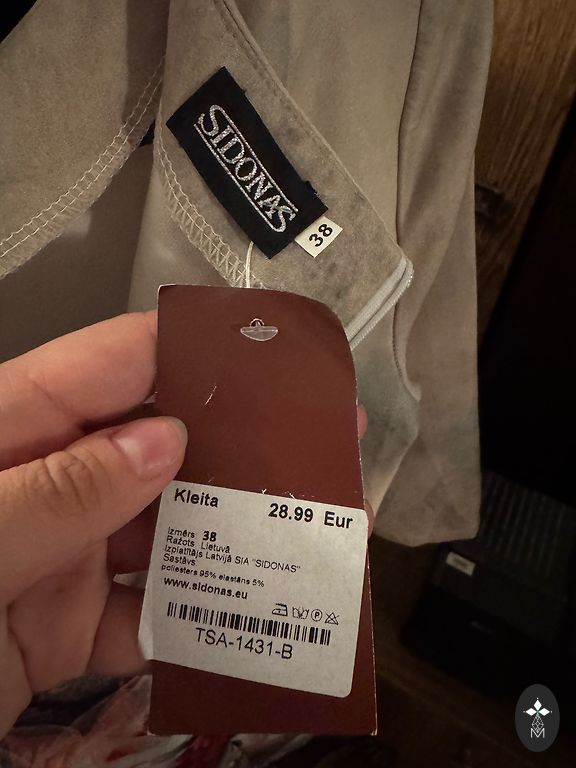 SIDONAS
38
Kleita 28.99 Eur
Izmērs 38
Ražots Lietuvā
Izplatītājs Latvijā SIA "SIDONAS"
Sastāvs
poliesters 95% elastāns 5%
www.sidonas.eu
TSA-1431-B
M